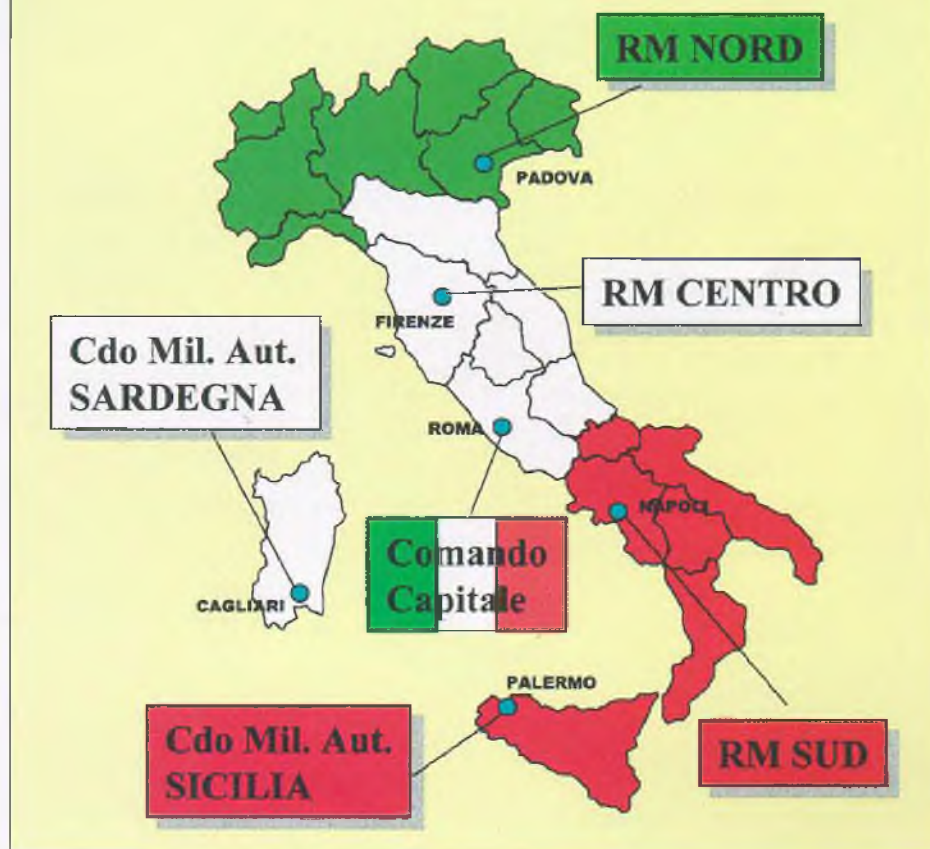 RM NORD
PADOVA
RM CENTRO
FIRENZE
Cdo Mil. Aut.
SARDEGNA
ROMA
NAPOLI
Comando
Capitale
CAGLIARI
PALERMO
Cdo Mil. Aut.
SICILIA
RM SUD